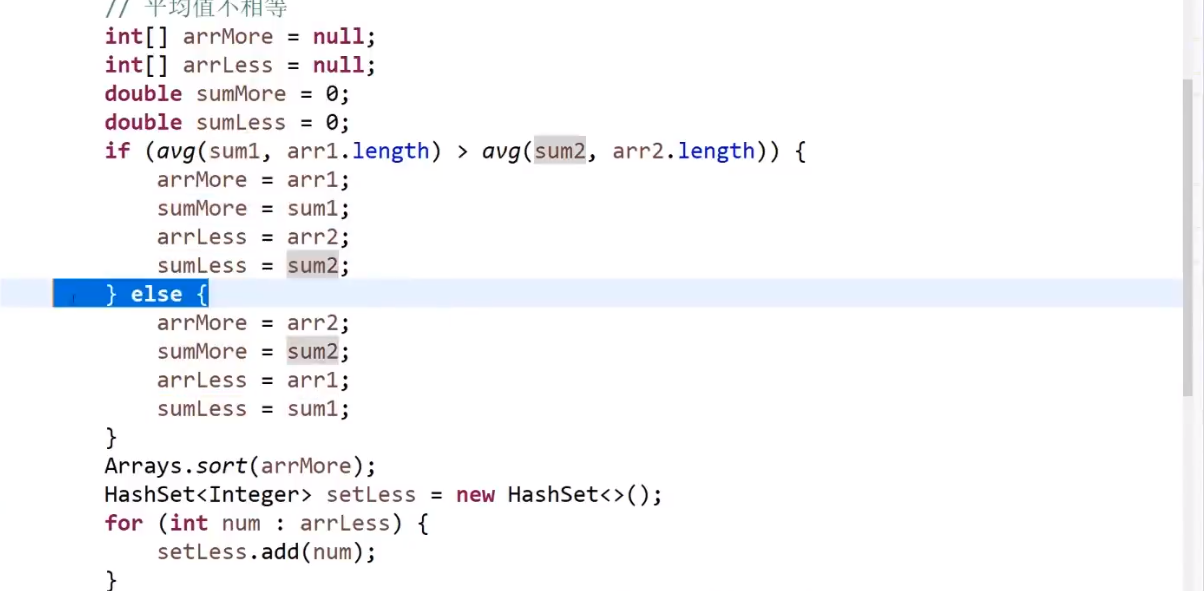 // 平均值不相等
int[] arrMore = null;
int[] arrLess = null;
double sumMore = 0;
double sumLess = 0;
if (avg(sum1, arr1.length) > avg(sum2, arr2.length)) {
    arrMore = arr1;
    sumMore = sum1;
    arrLess = arr2;
    sumLess = sum2;
} else {
    arrMore = arr2;
    sumMore = sum2;
    arrLess = arr1;
    sumLess = sum1;
}
Arrays.sort(arrMore);
HashSet<Integer> setLess = new HashSet<>();
for (int num : arrLess) {
    setLess.add(num);
}